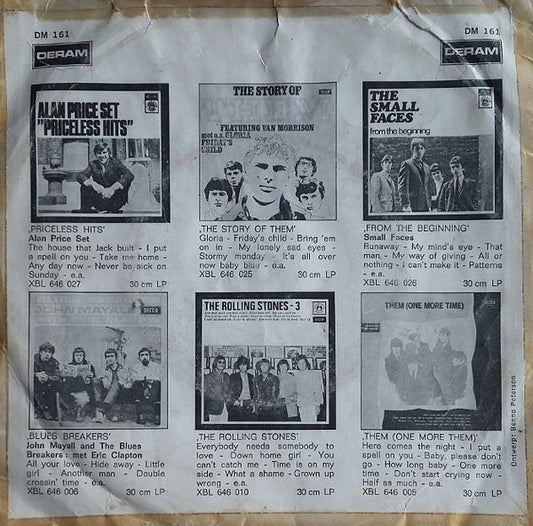 DM 161
DM 161
DERAM
DERAM
ALAN PRICE SET
"PRICELESS HITS"
THE STORY OF
FEATURING VAN MORRISON
met o.a. GLORIA
FRIDAY'S
CHILD
THE
SMALL
FACES
from the beginning
‚PRICELESS HITS'
Alan Price Set
The house that Jack built - I put
a spell on you - Take me home -
Any day now - Never be sick on
Sunday - e.a.
XBL 646 027 30 cm LP
‚THE STORY OF THEM'
Gloria - Friday's child - Bring 'em
on in - My lonely sad eyes -
Stormy monday - It's all over
now baby blue - e.a.
XBL 646 025 30 cm LP
‚FROM THE BEGINNING'
Small Faces
Runaway - My mind's eye - That
man - My way of giving - All or
nothing - I can't make it - Patterns
- e.a.
XBL 646 026 30 cm LP
JOHN MAYALL
DECCA
THE ROLLING STONES - 3
THEM (ONE MORE TIME)
‚BLUES BREAKERS'
John Mayall and The Blues
Breakers : met Eric Clapton
All your love - Hide away - Little
girl - Another man - Double
crossin' time - e.a.
XBL 646 006 30 cm LP
‚THE ROLLING STONES'
Everybody needs somebody to
love - Down home girl - You
can't catch me - Time is on my
side - What a shame - Grown up
wrong - e.a.
XBL 646 010 30 cm LP
‚THEM (ONE MORE THEM)'
Here comes the night - I put a
spell on you - Baby, please don't
go - How long baby - One more
time - Don't start crying now -
Half as much - e.a.
XBL 646 005 30 cm LP
Ontwerp: Benno Petersen